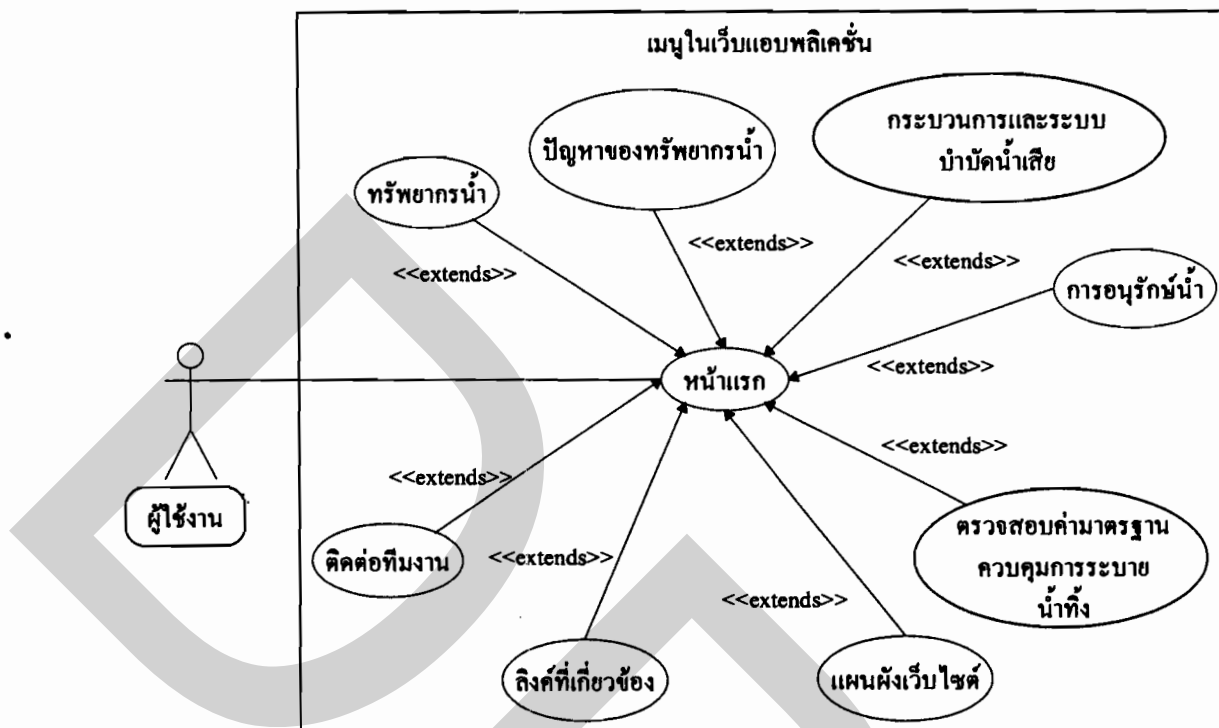 เมนูในเว็บแอบพลิเคชั่น
กระบวนการและระบบ
บำบัดน้ำเสีย
ปัญหาของทรัพยากรน้ำ
ทรัพยากรน้ำ
<<extends>>
<<extends>>
<<extends>>
การอนุรักษ์น้ำ
<<extends>>
หน้าแรก
<<extends>>
<<extends>>
ผู้ใช้งาน
ตรวจสอบค่ามาตรฐาน
ควบคุมการระบาย
น้ำทิ้ง
ติดต่อทีมงาน
<<extends>>
<<extends>>
ลิงค์ที่เกี่ยวข้อง
แผนผังเว็บไซต์